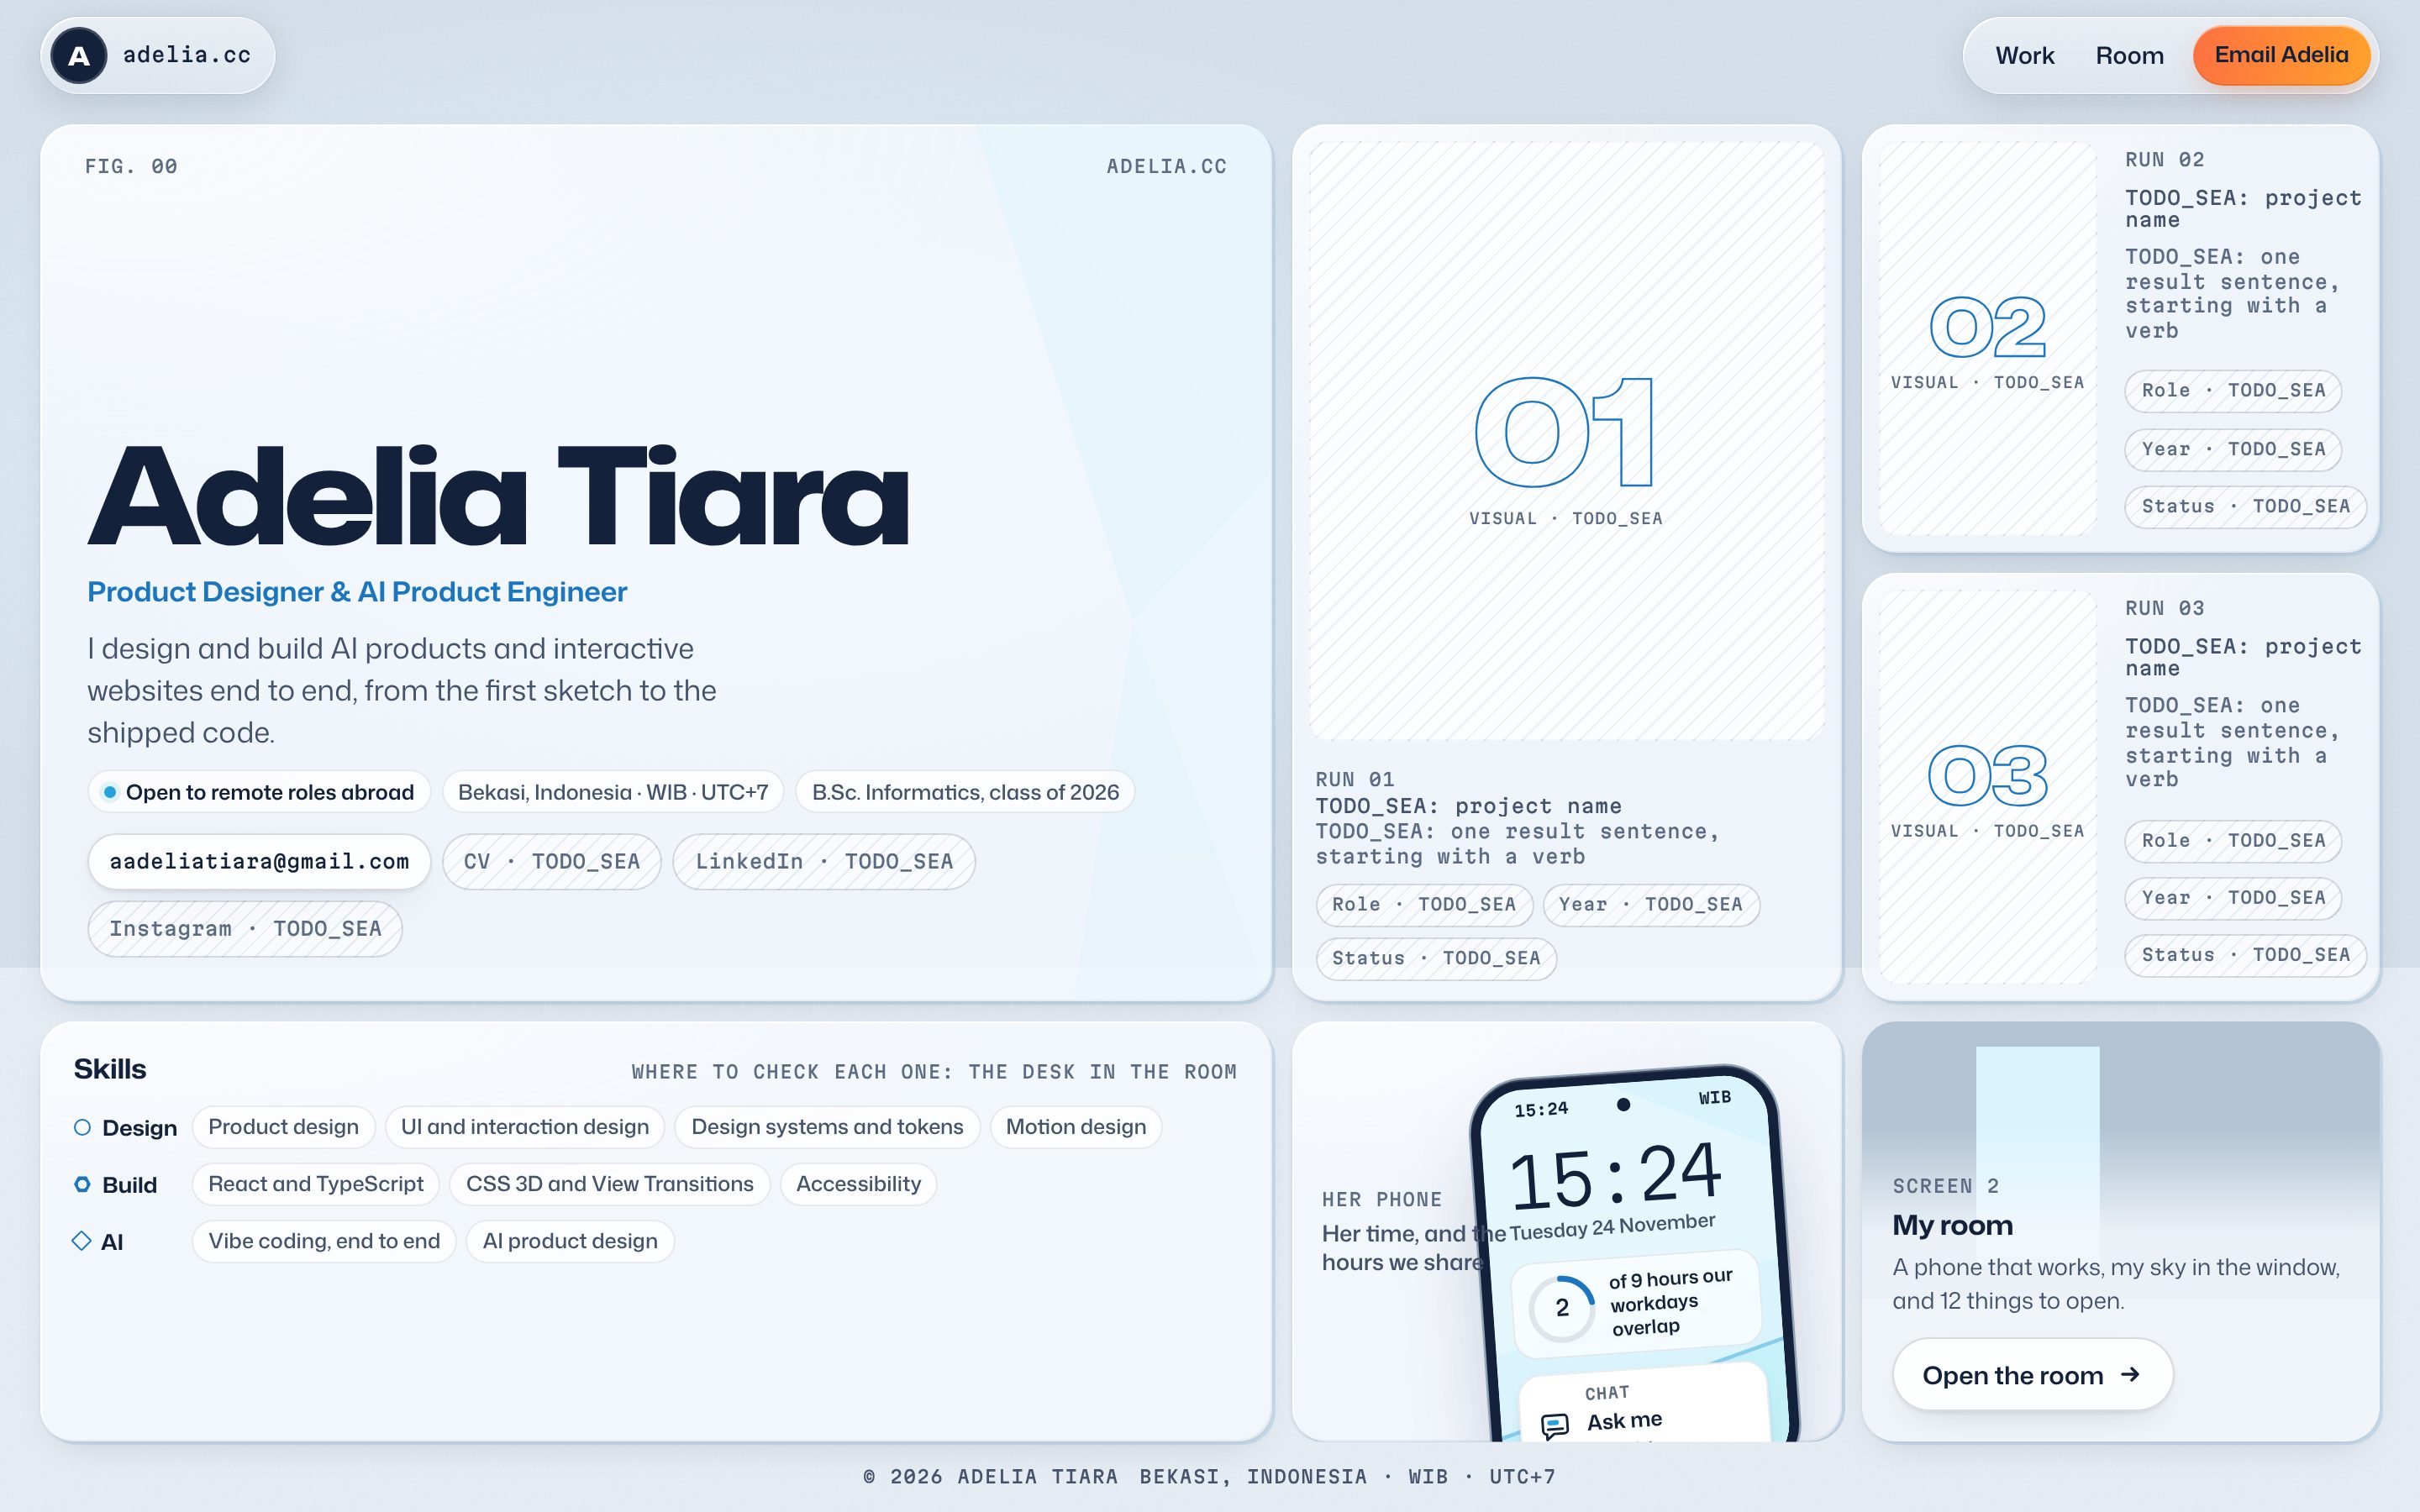 A adelia.cc
Work Room Email Adelia
FIG. 00 ADELIA.CC
Adelia Tiara
Product Designer & AI Product Engineer
I design and build AI products and interactive
websites end to end, from the first sketch to the
shipped code.
Open to remote roles abroad
Bekasi, Indonesia · WIB · UTC+7
B.Sc. Informatics, class of 2026
aadeliatiara@gmail.com
CV · TODO_SEA
LinkedIn · TODO_SEA
Instagram · TODO_SEA
01
VISUAL · TODO_SEA
RUN 01
TODO_SEA: project name
TODO_SEA: one result sentence,
starting with a verb
Role · TODO_SEA
Year · TODO_SEA
Status · TODO_SEA
02
VISUAL · TODO_SEA
RUN 02
TODO_SEA: project
name
TODO_SEA: one
result sentence,
starting with a
verb
Role · TODO_SEA
Year · TODO_SEA
Status · TODO_SEA
03
VISUAL · TODO_SEA
RUN 03
TODO_SEA: project
name
TODO_SEA: one
result sentence,
starting with a
verb
Role · TODO_SEA
Year · TODO_SEA
Status · TODO_SEA
Skills
WHERE TO CHECK EACH ONE: THE DESK IN THE ROOM
Design Product design UI and interaction design Design systems and tokens Motion design
Build React and TypeScript CSS 3D and View Transitions Accessibility
AI Vibe coding, end to end AI product design
HER PHONE
Her time, and the
hours we share
15:24 WIB
15:24
Tuesday 24 November
2
of 9 hours our
workdays
overlap
CHAT
Ask me
SCREEN 2
My room
A phone that works, my sky in the window,
and 12 things to open.
Open the room →
© 2026 ADELIA TIARA BEKASI, INDONESIA · WIB · UTC+7